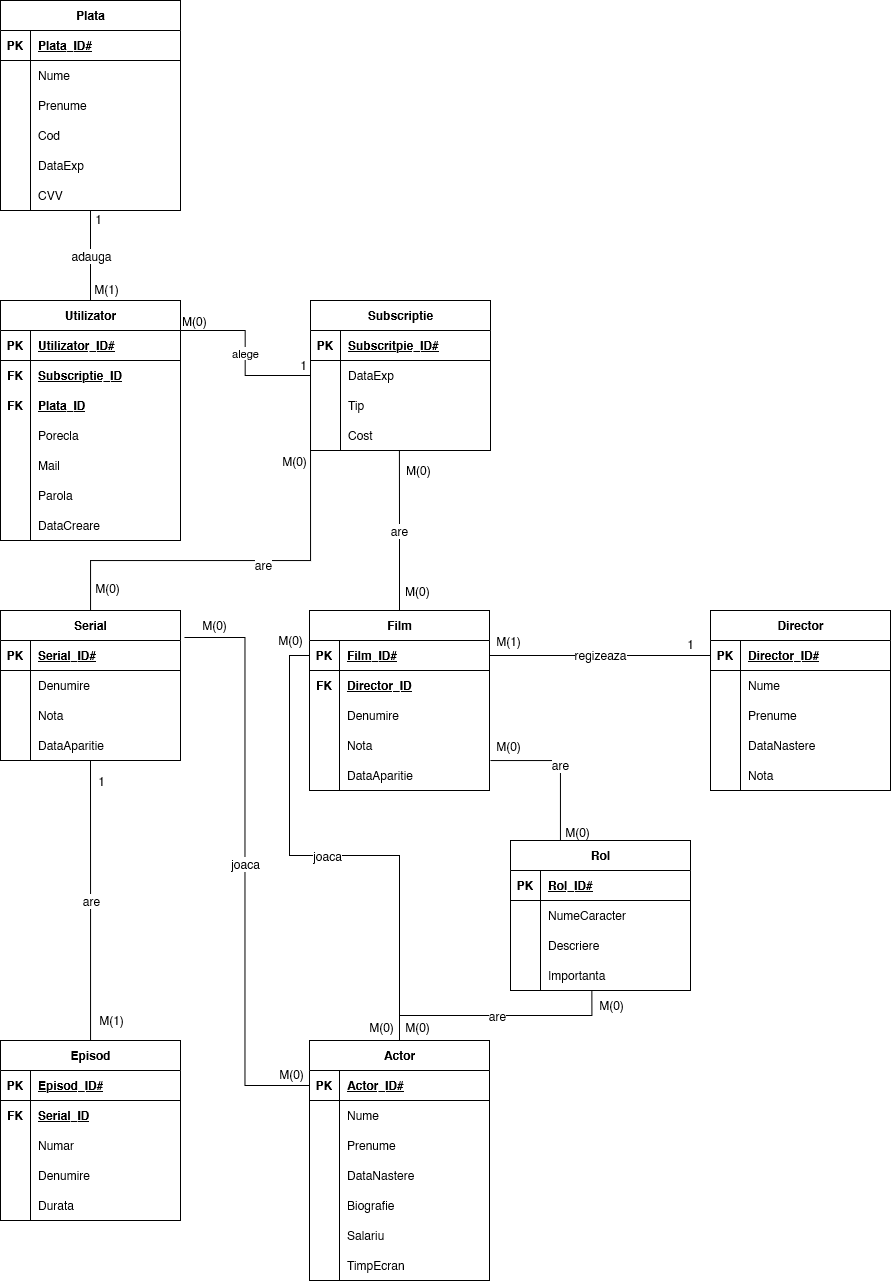 Plata
PK Plata_ID#
Nume
Prenume
Cod
DataExp
CVV
1
adauga
M(1)
Utilizator
PK Utilizator_ID#
FK Subscriptie_ID
FK Plata_ID
Porecla
Mail
Parola
DataCreare
M(0)
alege
1
Subscriptie
PK Subscritpie_ID#
DataExp
Tip
Cost
M(0)
M(0)
are
are
M(0)
M(0)
Serial
PK Serial_ID#
Denumire
Nota
DataAparitie
M(0)
M(0)
Film
PK Film_ID#
FK Director_ID
Denumire
Nota
DataAparitie
M(1)
regizeaza
1
Director
PK Director_ID#
Nume
Prenume
DataNastere
Nota
M(0)
are
M(0)
Rol
PK Rol_ID#
NumeCaracter
Descriere
Importanta
M(0)
are
1
are
M(1)
joaca
joaca
M(0)
M(0)
M(0)
Episod
PK Episod_ID#
FK Serial_ID
Numar
Denumire
Durata
Actor
PK Actor_ID#
Nume
Prenume
DataNastere
Biografie
Salariu
TimpEcran